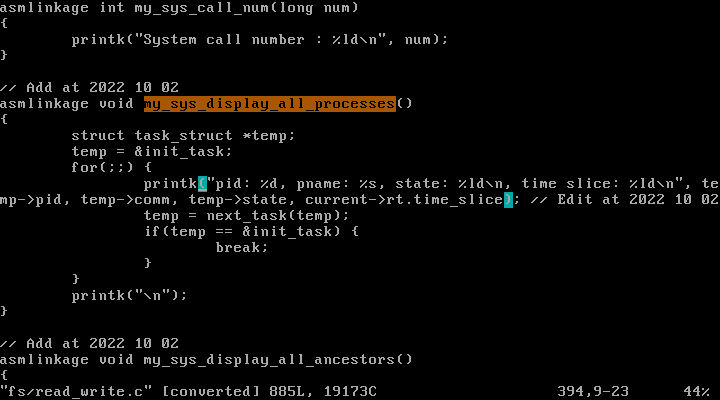 asmlinkage int my_sys_call_num(long num)
{
        printk("System call number : %ld\n", num);
}

// Add at 2022 10 02
asmlinkage void my_sys_display_all_processes()
{
        struct task_struct *temp;
        temp = &init_task;
        for(;;) {
                printk("pid: %d, pname: %s, state: %ld\n, time slice: %ld\n", te
mp->pid, temp->comm, temp->state, current->rt.time_slice); // Edit at 2022 10 02
                temp = next_task(temp);
                if(temp == &init_task) {
                        break;
                }
        }
        printk("\n");
}

// Add at 2022 10 02
asmlinkage void my_sys_display_all_ancestors()
{
"fs/read_write.c" [converted] 885L, 19173C                    394,9-23      44%